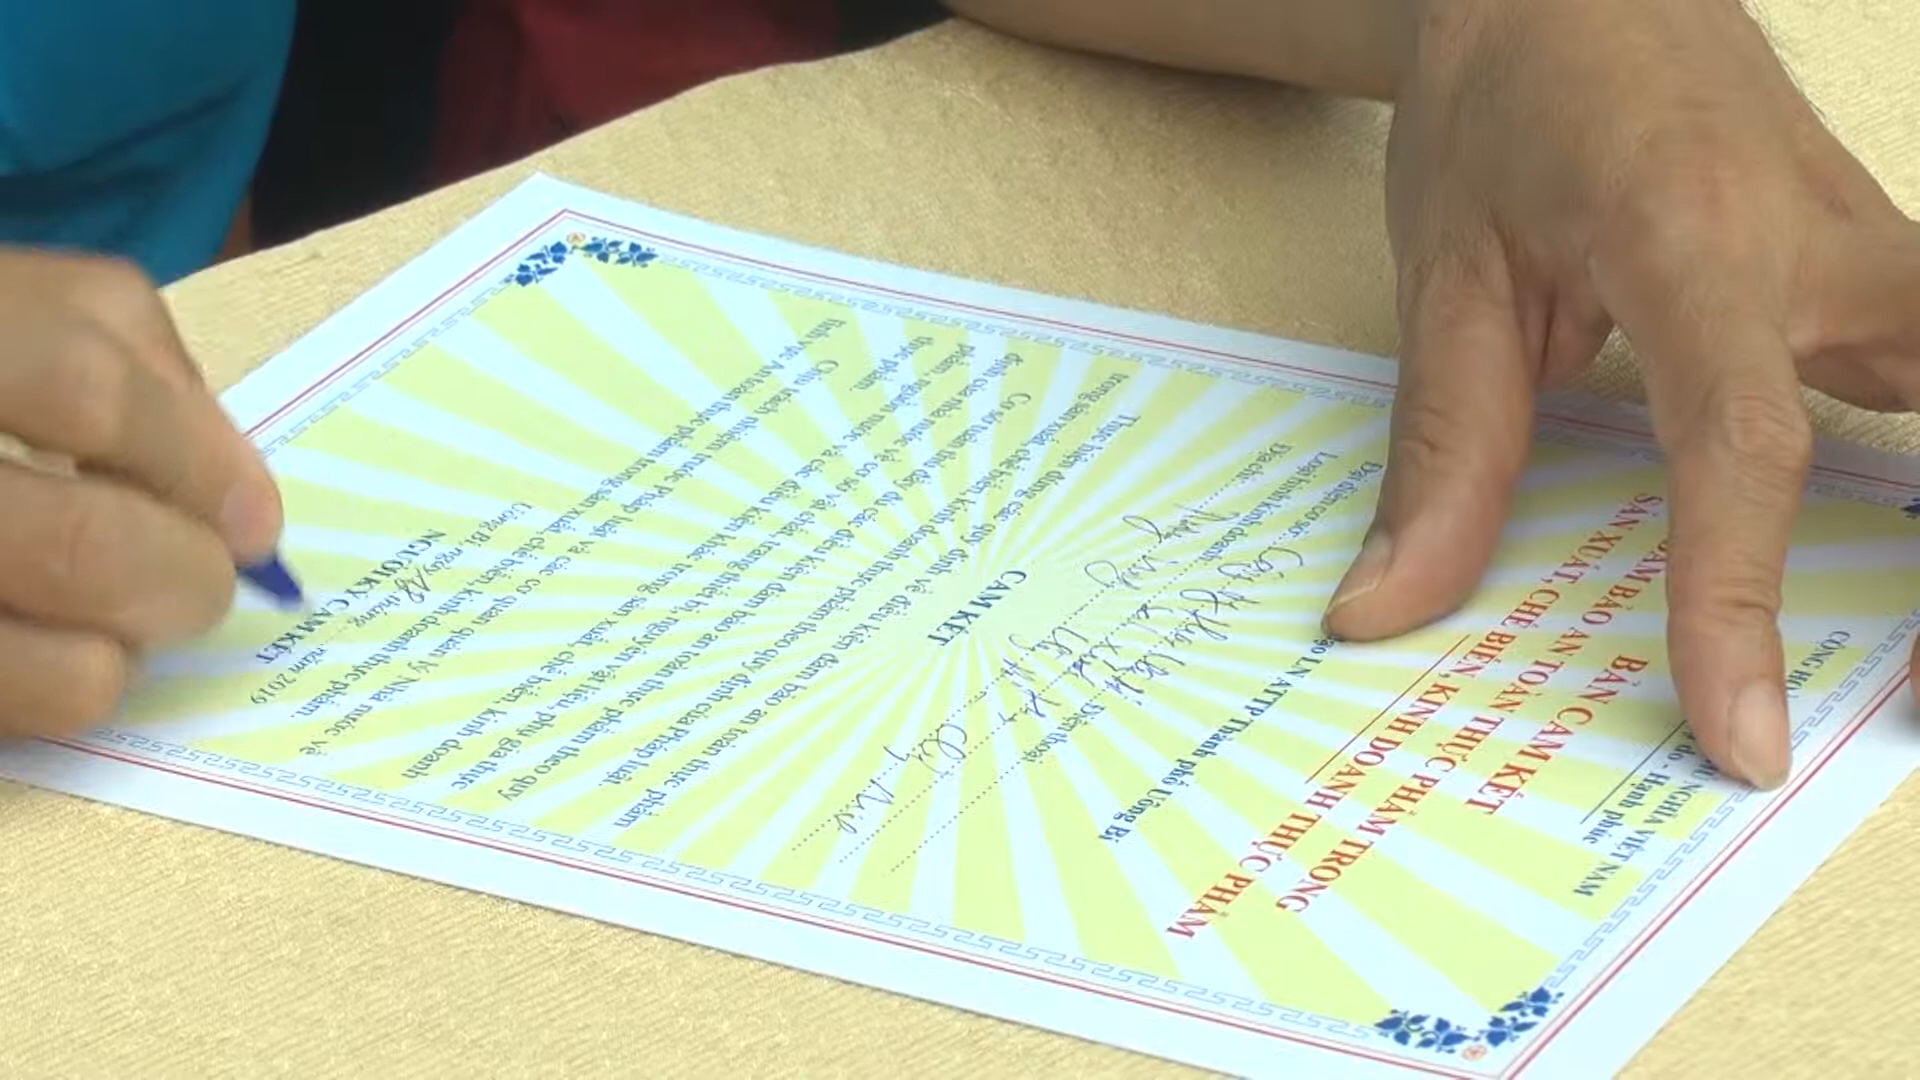 CỘNG HÒA NGHĨA VIỆT NAM
do - Hạnh phúc
BẢN CAM KẾT
ĐẢM BẢO AN TOÀN THỰC PHẨM TRONG
SẢN XUẤT, CHẾ BIẾN, KINH DOANH THỰC PHẨM
LN ATTP Thành phố Uông Bí
Đại diện cơ sở:
Loại hình kinh doanh:
Địa chỉ: Điện thoại
CAM KẾT
Thực hiện đúng các quy định về điều kiện đảm bảo an toàn thực phẩm
trong sản xuất, chế biến, kinh doanh thực phẩm theo quy định của Pháp luật.
Cơ sở tuân thủ đầy đủ các điều kiện đảm bảo an toàn thực phẩm theo quy
định của nhà nước về cơ sở vật chất, trang thiết bị, nguyên vật liệu, phụ gia thực
phẩm, nguồn nước và các điều kiện khác trong sản xuất, chế biến, kinh doanh
thực phẩm.
Chịu trách nhiệm trước Pháp luật và các cơ quan quản lý Nhà nước về
lĩnh vực An toàn thực phẩm trong sản xuất, chế biến, kinh doanh thực phẩm.
Uông Bí, ngày tháng năm 2019
NGƯỜI KÝ CAM KẾT